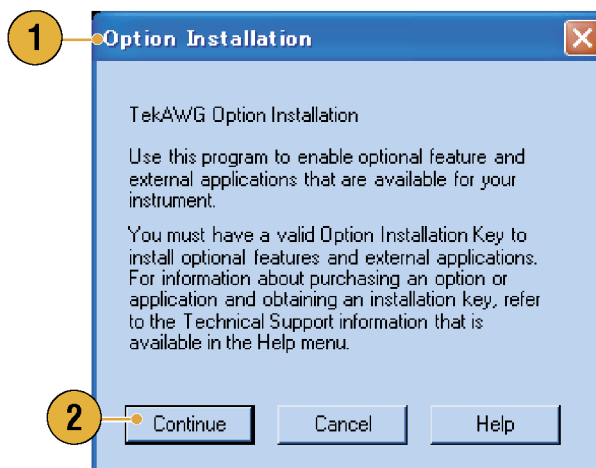 1
Option Installation
TekAWG Option Installation
Use this program to enable optional feature and
external applications that are available for your
instrument.
You must have a valid Option Installation Key to
install optional features and external applications.
For information about purchasing an option or
application and obtaining an installation key, refer
to the Technical Support information that is
available in the Help menu.
2
Continue
Cancel
Help